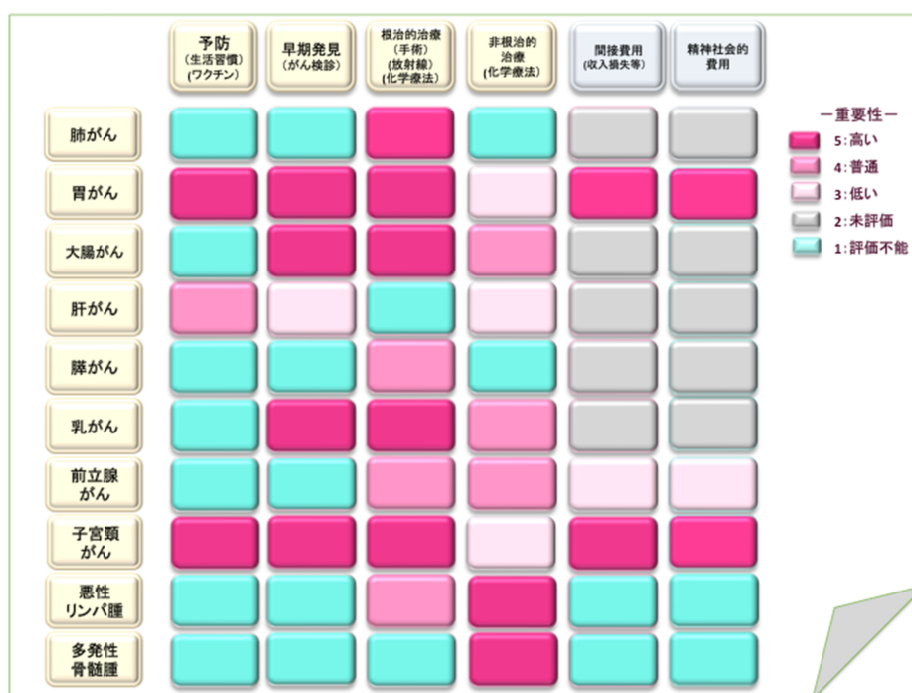 予防
（生活習慣）
(ワクチン)
早期発見
（がん検診）
根治的治療
（手術）
(放射線)
(化学療法)
非根治的
治療
(化学療法)
間接費用
(収入損失等)
精神社会的
費用
肺がん
胃がん
大腸がん
肝がん
膵がん
乳がん
前立腺
がん
子宮頸
がん
悪性
リンパ腫
多発性
骨髄腫
－重要性－
5：高い
4：普通
3：低い
2：未評価
1：評価不能